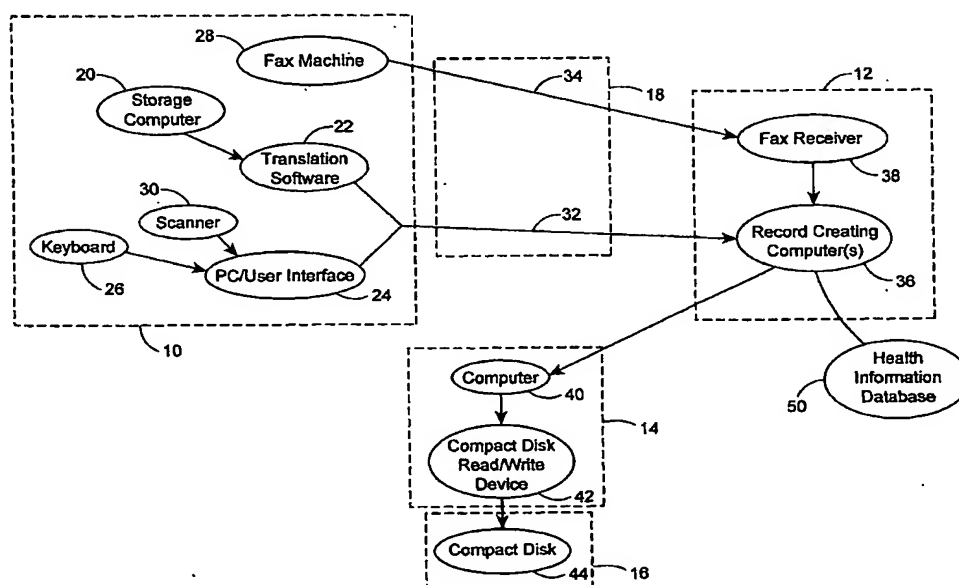 28
Fax Machine
20
Storage
Computer
22
Translation
Software
30
Scanner
Keyboard
26
PC/User Interface
24
10
34
18
32
12
Fax Receiver
38
Record Creating
Computer(s)
36
Health
Information
Database
50
Computer
40
14
Compact Disk
Read/Write
Device
42
Compact Disk
44
16